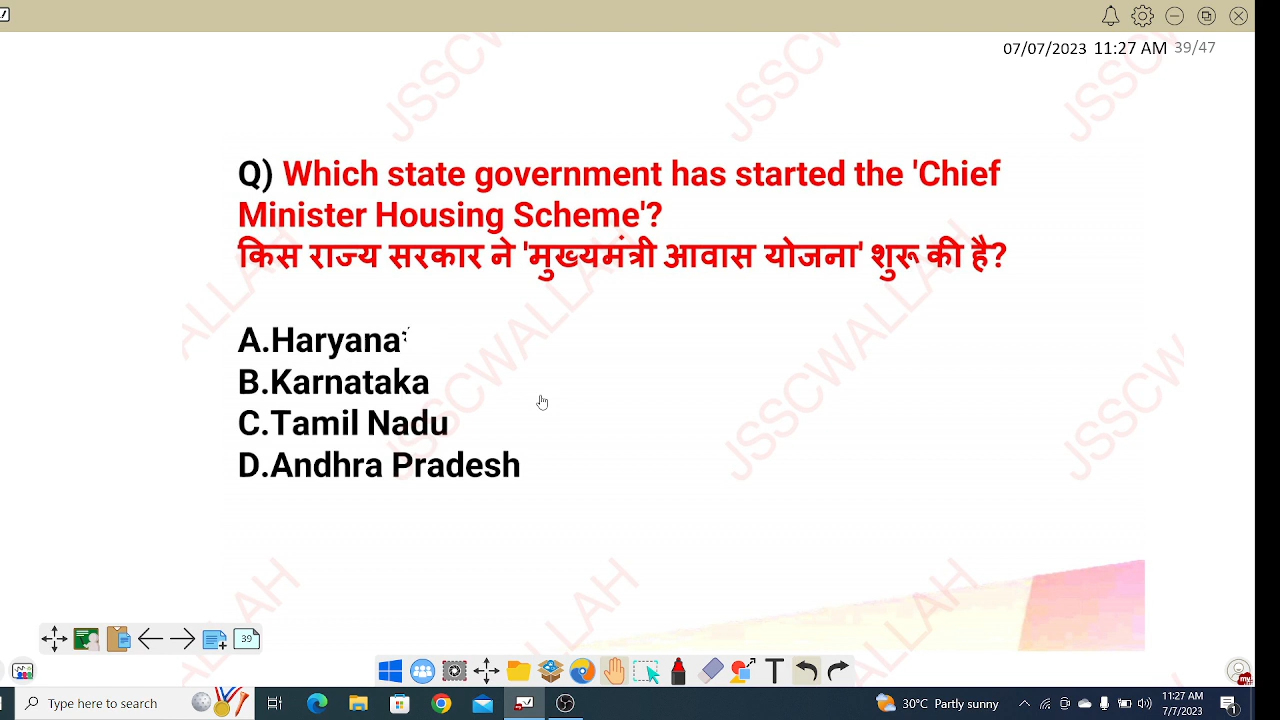 07/07/2023 11:27 AM 39/47
Q) Which state government has started the 'Chief
Minister Housing Scheme'?
किस राज्य सरकार ने 'मुख्यमंत्री आवास योजना' शुरू की है?
A.Haryana
B.Karnataka
C.Tamil Nadu
D.Andhra Pradesh
JSSCWALLAH
39
Type here to search
30°C Partly sunny
11:27 AM
7/7/2023